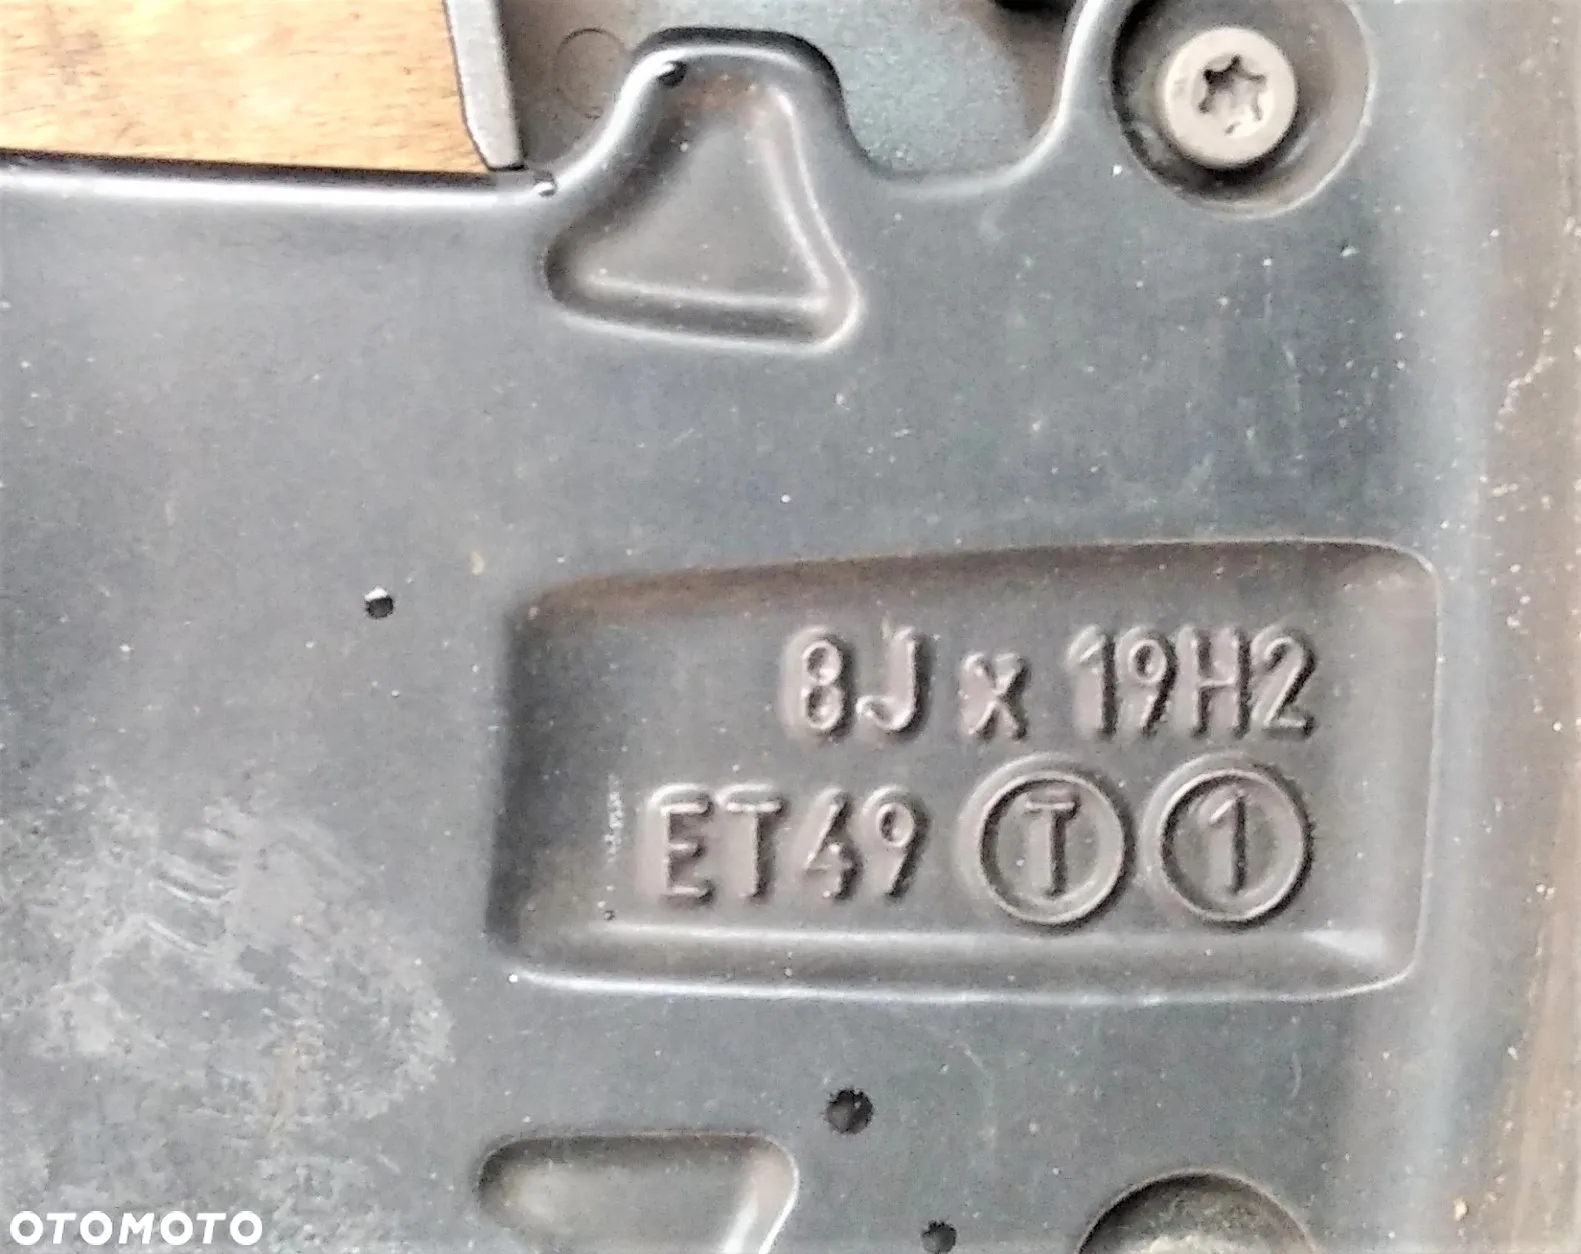 8J x 19H2
ET49 T 1
OTOMOTO